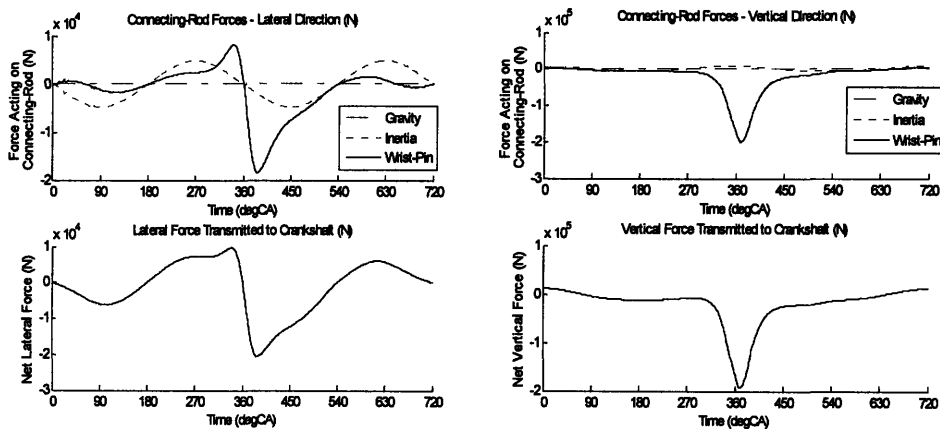 Connecting-Rod Forces - Lateral Direction (N)
x 10^4
2
1
0
-1
-2
Force Acting on
Connecting-Rod (N)
Gravity
Inertia
Wrist-Pin
0 90 180 270 360 450 540 630 720
Time (degCA)
Connecting-Rod Forces - Vertical Direction (N)
x 10^5
1
0
-1
-2
-3
Force Acting on
Connecting-Rod (N)
Gravity
Inertia
Wrist-Pin
0 90 180 270 360 450 540 630 720
Time (degCA)
Lateral Force Transmitted to Crankshaft (N)
x 10^4
1
0
-1
-2
-3
Net Lateral Force (N)
0 90 180 270 360 450 540 630 720
Time (degCA)
Vertical Force Transmitted to Crankshaft (N)
x 10^5
1
0
-1
-2
Net Vertical Force (N)
0 90 180 270 360 450 540 630 720
Time (degCA)